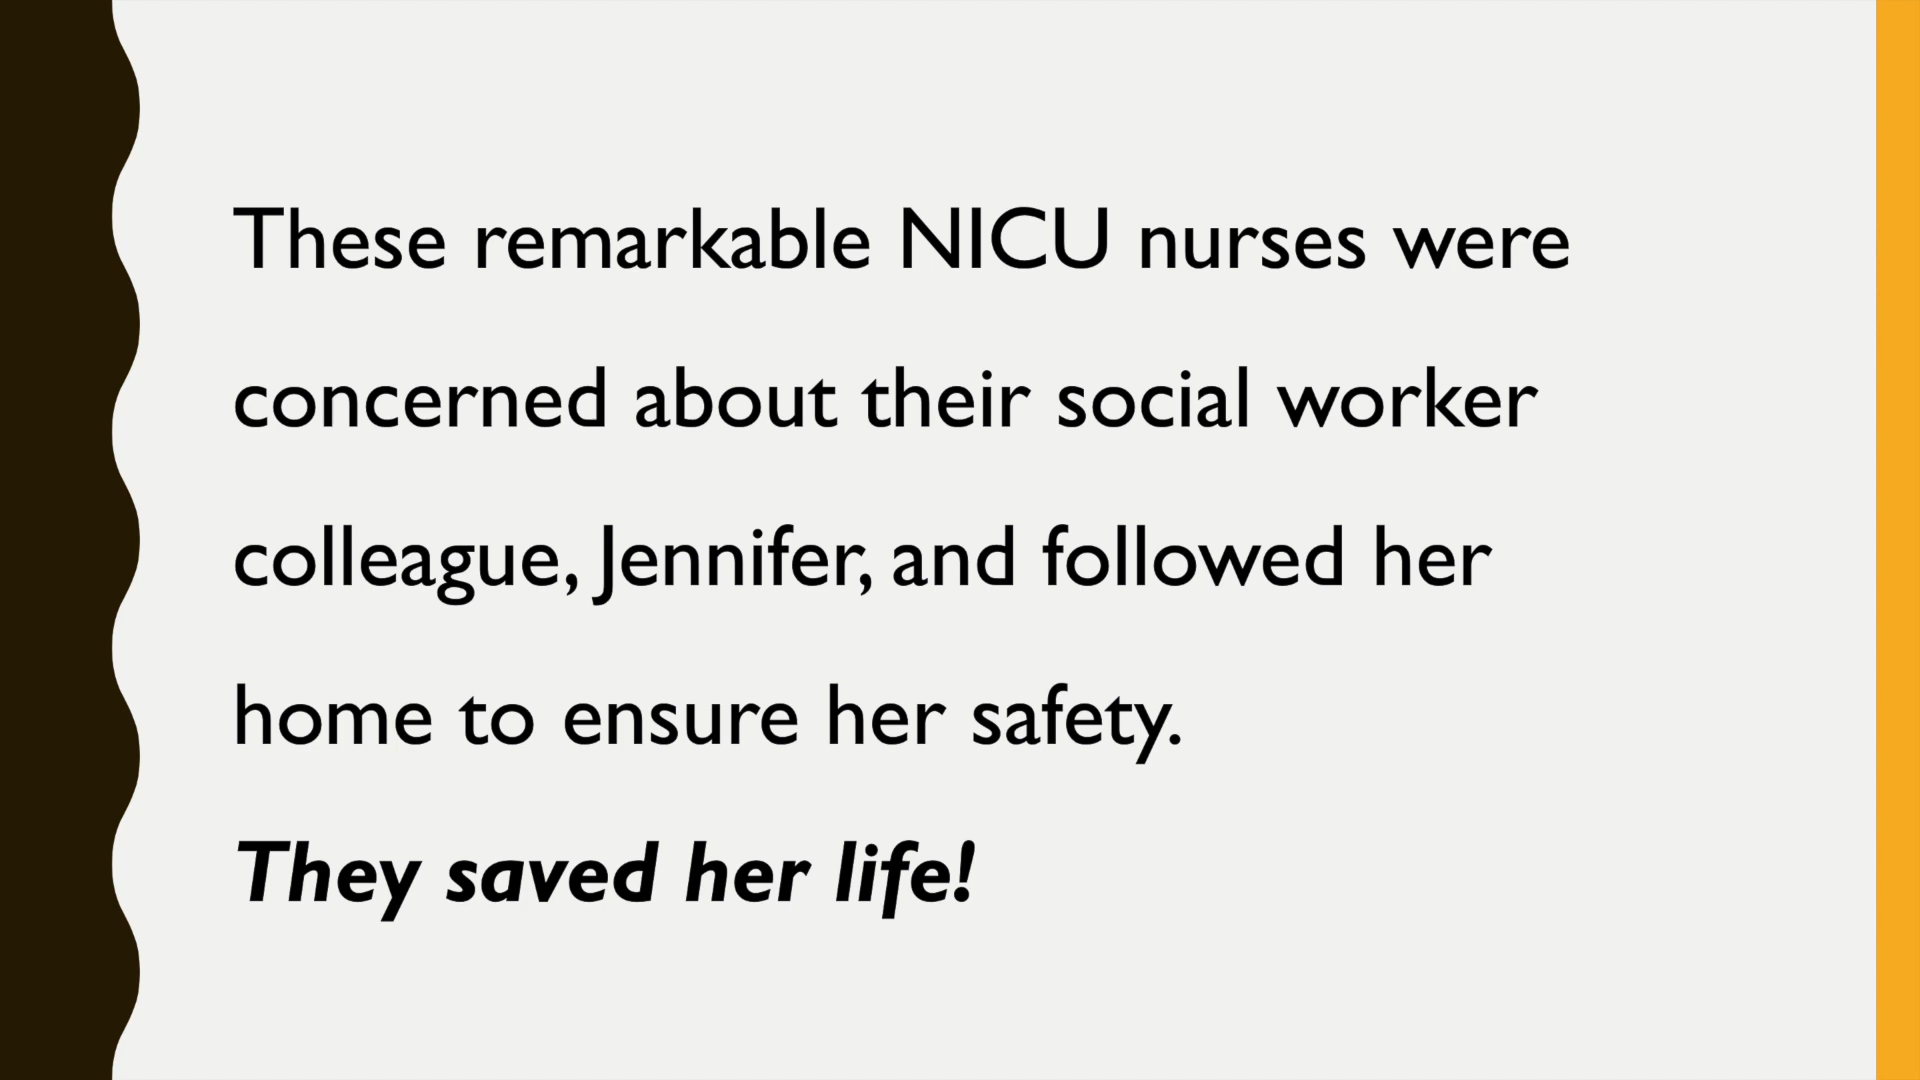 These remarkable NICU nurses were
concerned about their social worker
colleague, Jennifer, and followed her
home to ensure her safety.
They saved her life!